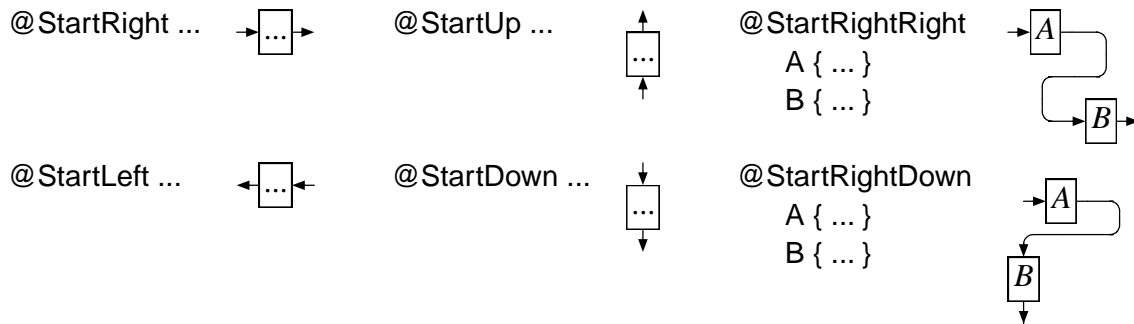 @StartRight ... ... @StartUp ... ... @StartRightRight A
A { ... }
B { ... } B
@StartLeft ... ... @StartDown ... ... @StartRightDown A
A { ... }
B { ... } B